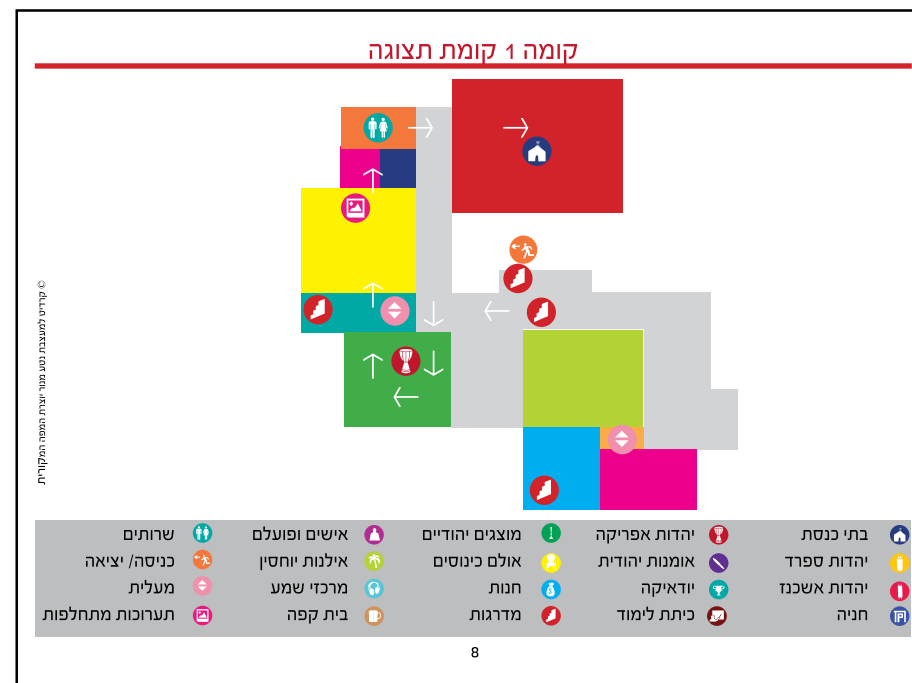 קומה 1 קומת תצוגה
© קרדיט למעצבת נטע מנור יוצרת המפה המקורית
בתי כנסת יהדות אפריקה מוצגים יהודיים אישים ופועלם שרותים
יהדות ספרד אומנות יהודית אולם כינוסים אילנות יוחסין כניסה/ יציאה
יהדות אשכנז יודאיקה חנות מרכזי שמע מעלית
חניה כיתת לימוד מדרגות בית קפה תערוכות מתחלפות
8